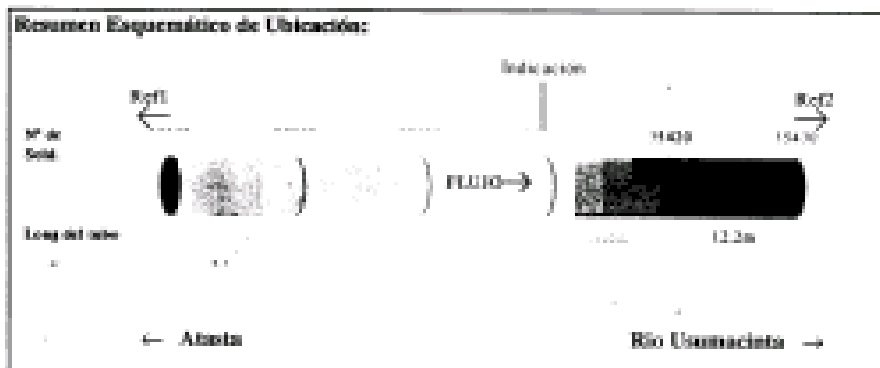 Resumen Esquemático de Ubicación:
Indicación
Ref1
Ref2
Nº de
Sold.
FLUJO
Long del tubo
12.2m
Atasta
Río Usumacinta